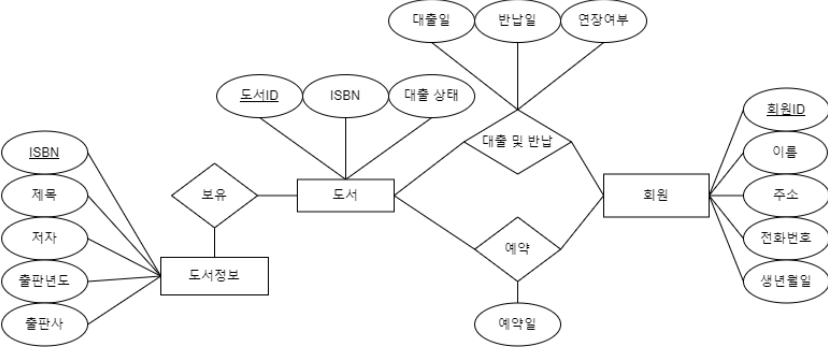 대출일
반납일
연장여부
도서ID
ISBN
대출 상태
회원ID
대출 및 반납
ISBN
이름
제목
보유
도서
회원
주소
저자
예약
전화번호
출판년도
도서정보
생년월일
출판사
예약일